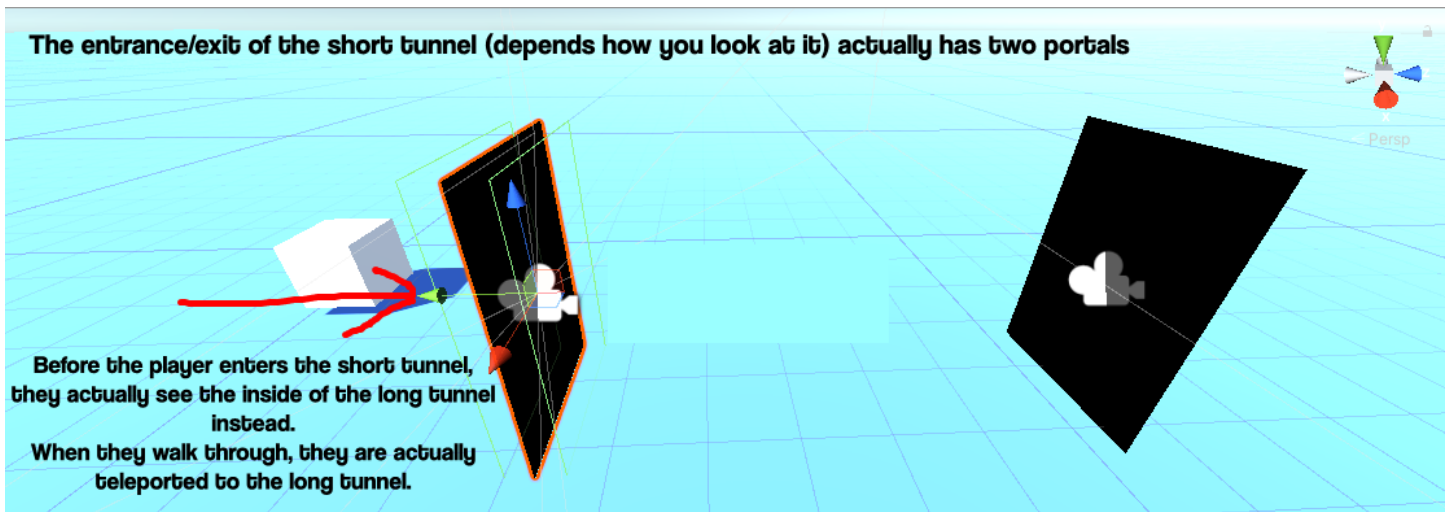 The entrance/exit of the short tunnel (depends how you look at it) actually has two portals
x
Persp
Before the player enters the short tunnel,
they actually see the inside of the long tunnel
instead.
When they walk through, they are actually
teleported to the long tunnel.